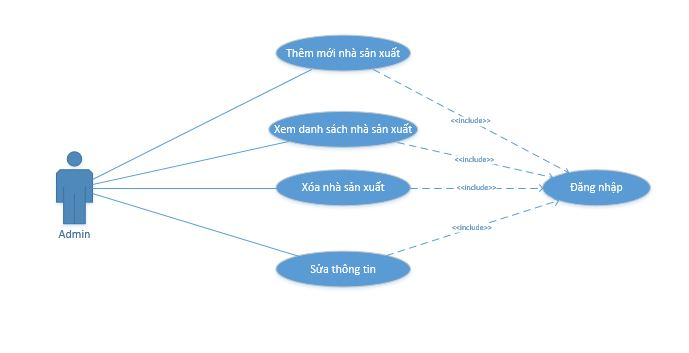 Thêm mới nhà sản xuất
<<include>>
Xem danh sách nhà sản xuất
<<include>>
Xóa nhà sản xuất
<<include>>
Đăng nhập
Admin
<<include>>
Sửa thông tin